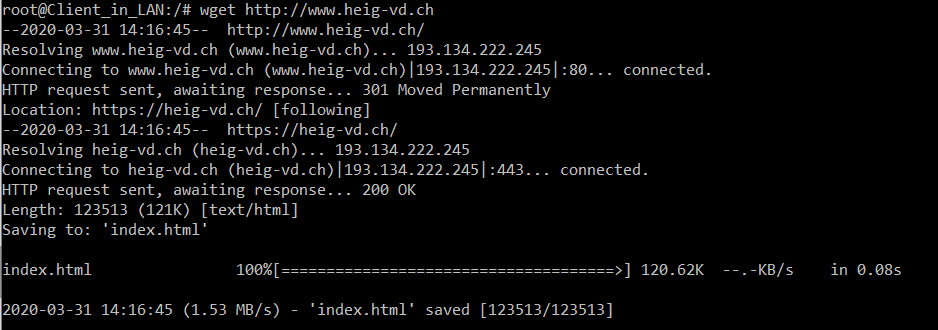 root@Client_in_LAN:/# wget http://www.heig-vd.ch
--2020-03-31 14:16:45--  http://www.heig-vd.ch/
Resolving www.heig-vd.ch (www.heig-vd.ch)... 193.134.222.245
Connecting to www.heig-vd.ch (www.heig-vd.ch)|193.134.222.245|:80... connected.
HTTP request sent, awaiting response... 301 Moved Permanently
Location: https://heig-vd.ch/ [following]
--2020-03-31 14:16:45--  https://heig-vd.ch/
Resolving heig-vd.ch (heig-vd.ch)... 193.134.222.245
Connecting to heig-vd.ch (heig-vd.ch)|193.134.222.245|:443... connected.
HTTP request sent, awaiting response... 200 OK
Length: 123513 (121K) [text/html]
Saving to: 'index.html'
index.html                100%[=====================================>] 120.62K  --.-KB/s    in 0.08s
2020-03-31 14:16:45 (1.53 MB/s) - 'index.html' saved [123513/123513]